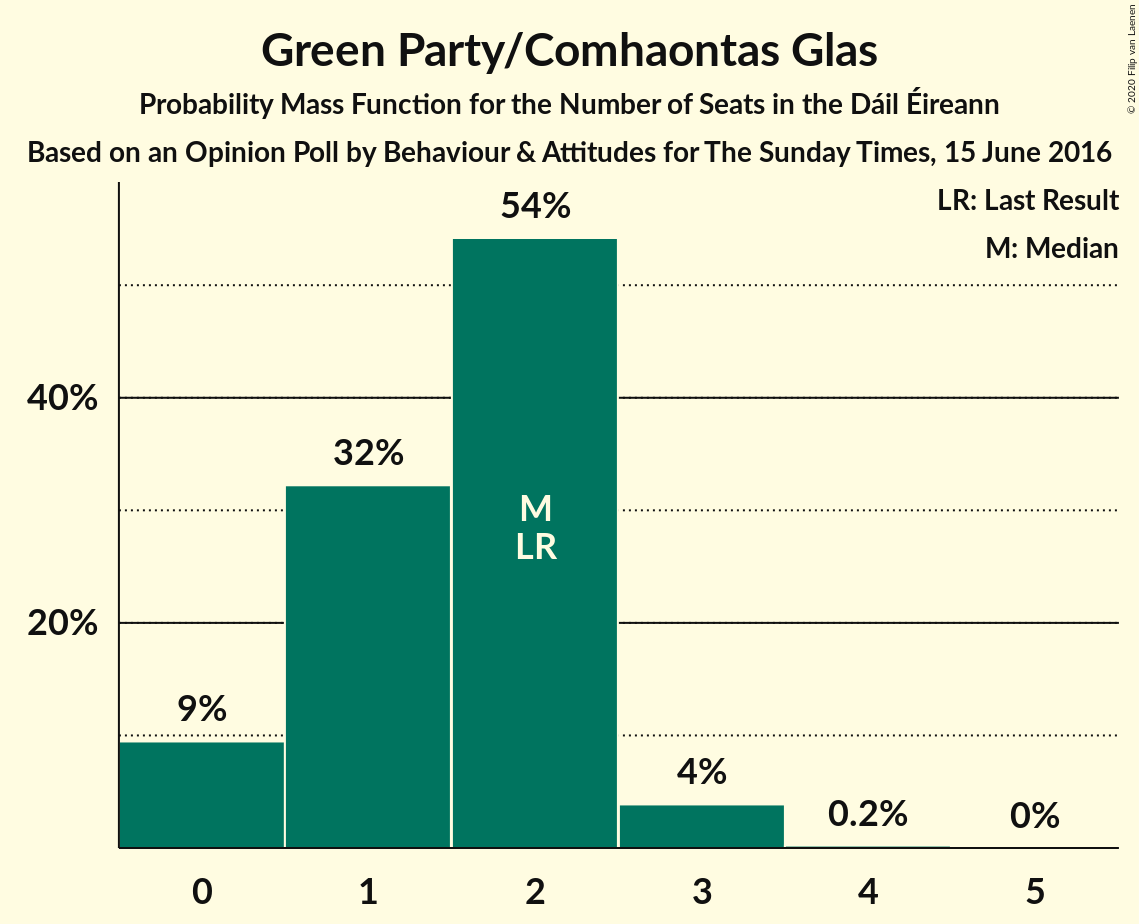 Green Party/Comhaontas Glas
Probability Mass Function for the Number of Seats in the Dáil Éireann
Based on an Opinion Poll by Behaviour & Attitudes for The Sunday Times, 15 June 2016
© 2020 Filip van Laenen
LR: Last Result
M: Median
54%
40%
32%
M
LR
20%
9%
4%
0.2%
0%
0 1 2 3 4 5